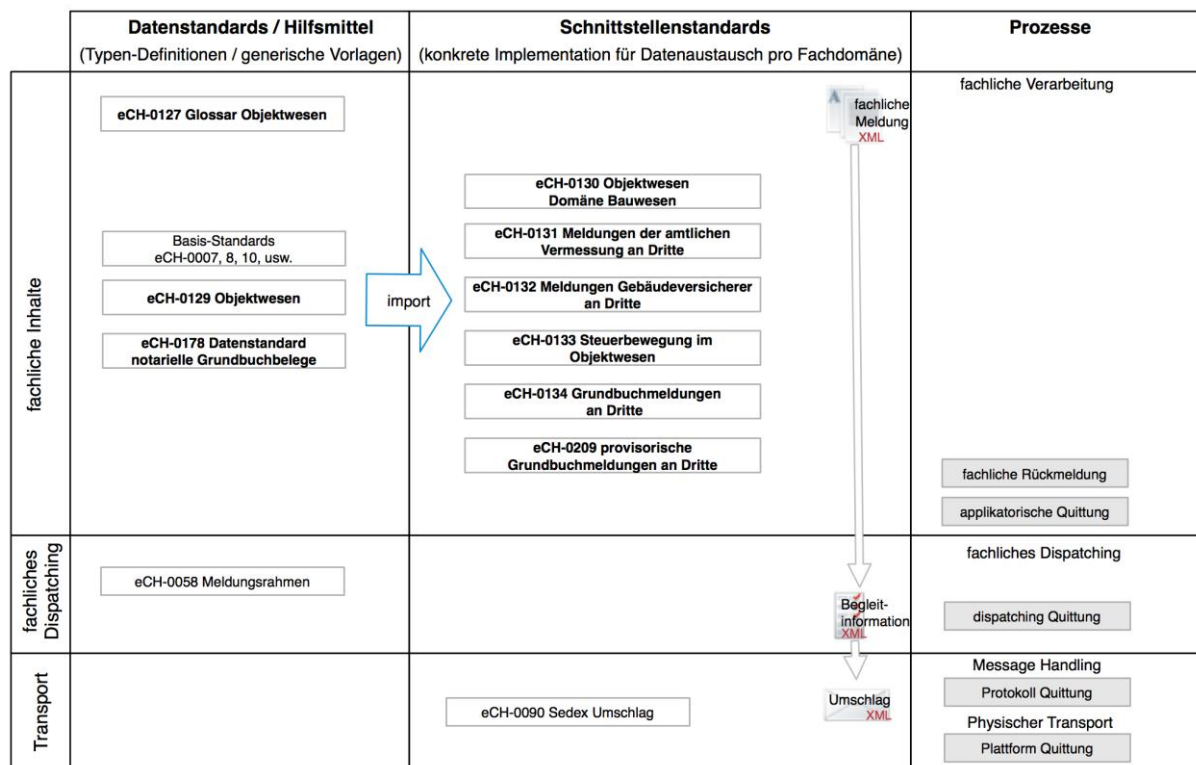 Datenstandards / Hilfsmittel
(Typen-Definitionen / generische Vorlagen)
Schnittstellenstandards
(konkrete Implementation für Datenaustausch pro Fachdomäne)
Prozesse
fachliche Inhalte
eCH-0127 Glossar Objektwesen
Basis-Standards
eCH-0007, 8, 10, usw.
eCH-0129 Objektwesen
eCH-0178 Datenstandard
notarielle Grundbuchbelege
import
eCH-0130 Objektwesen
Domäne Bauwesen
eCH-0131 Meldungen der amtlichen
Vermessung an Dritte
eCH-0132 Meldungen Gebäudeversicherer
an Dritte
eCH-0133 Steuerbewegung im
Objektwesen
eCH-0134 Grundbuchmeldungen
an Dritte
eCH-0209 provisorische
Grundbuchmeldungen an Dritte
A
fachliche
Meldung
XML
fachliche Verarbeitung
fachliche Rückmeldung
applikatorische Quittung
fachliches
Dispatching
eCH-0058 Meldungsrahmen
Begleit-
information
XML
fachliches Dispatching
dispatching Quittung
Transport
eCH-0090 Sedex Umschlag
Umschlag
XML
Message Handling
Protokoll Quittung
Physischer Transport
Plattform Quittung